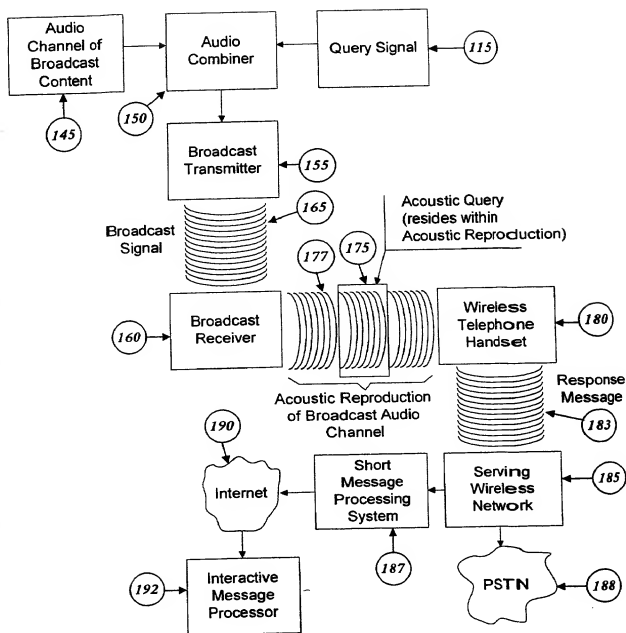 Audio
Channel of
Broadcast
Content
Audio
Combiner
Query Signal
115
145
150
Broadcast
Transmitter
155
Broadcast
Signal
165
Acoustic Query
(resides within
Acoustic Reproduction)
177
175
160
Broadcast
Receiver
Wireless
Telephone
Handset
180
Acoustic Reproduction
of Broadcast Audio
Channel
Response
Message
183
190
Internet
Short
Message
Processing
System
Serving
Wireless
Network
185
187
192
Interactive
Message
Processor
PSTN
188